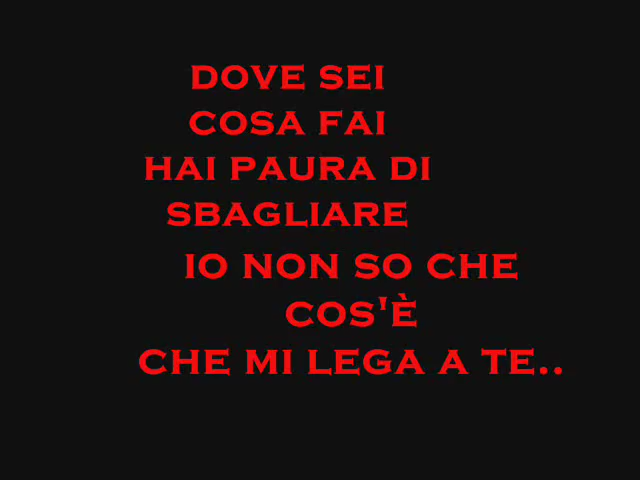 DOVE SEI
COSA FAI
HAI PAURA DI
SBAGLIARE
IO NON SO CHE
COS'È
CHE MI LEGA A TE..